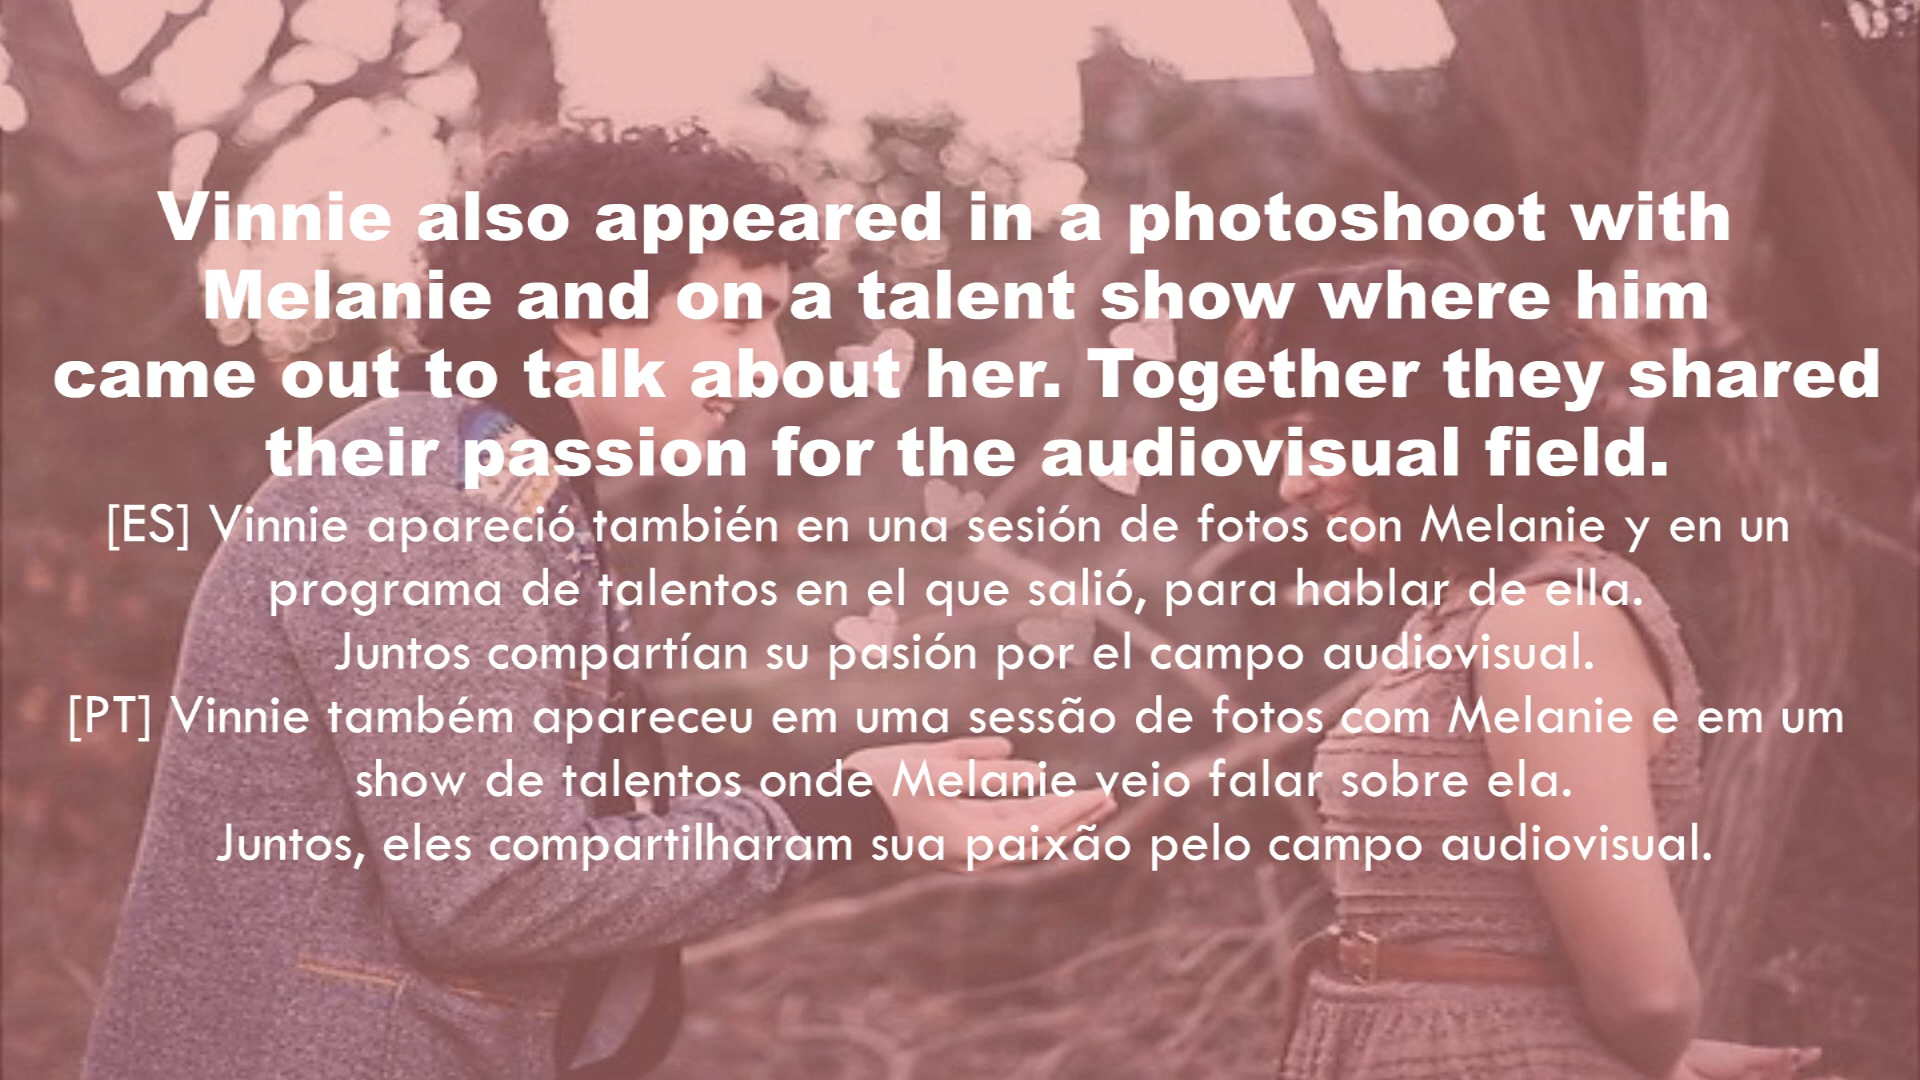 Vinnie also appeared in a photoshoot with
Melanie and on a talent show where him
came out to talk about her. Together they shared
their passion for the audiovisual field.
[ES] Vinnie apareció también en una sesión de fotos con Melanie y en un
programa de talentos en el que salió, para hablar de ella.
Juntos compartían su pasión por el campo audiovisual.
[PT] Vinnie também apareceu em uma sessão de fotos com Melanie e em um
show de talentos onde Melanie veio falar sobre ela.
Juntos, eles compartilharam sua paixão pelo campo audiovisual.